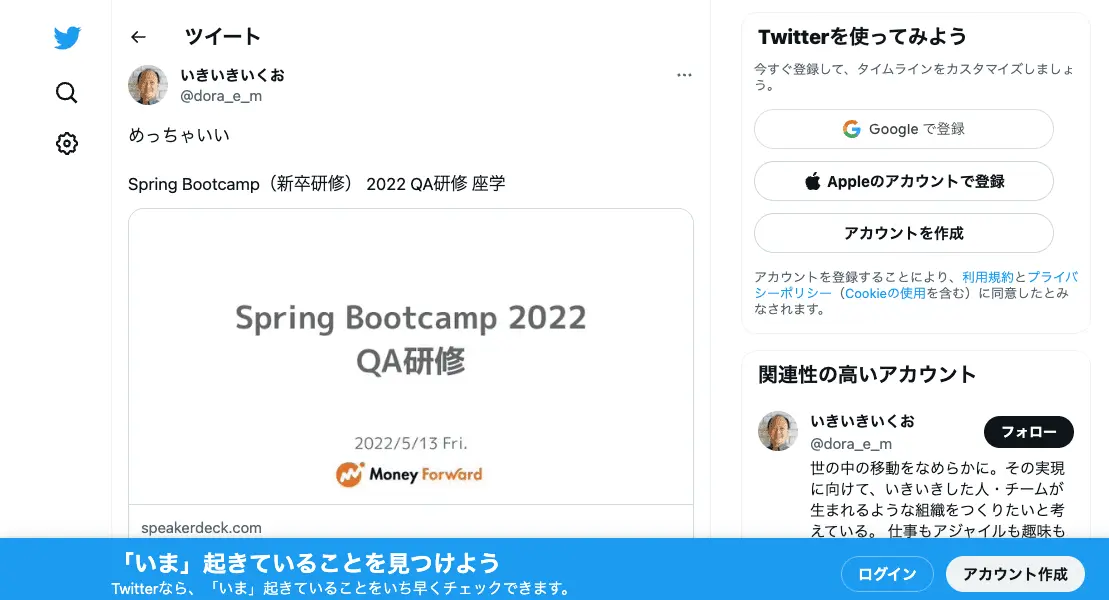 ツイート
いきいきいくお
@dora_e_m
めっちゃいい
Spring Bootcamp（新卒研修） 2022 QA研修 座学
Spring Bootcamp 2022
QA研修
2022/5/13 Fri.
Money Forward
speakerdeck.com
Twitterを使ってみよう
今すぐ登録して、タイムラインをカスタマイズしましょ
う。
Google で登録
Appleのアカウントで登録
アカウントを作成
アカウントを登録することにより、利用規約とプライバ
シーポリシー（Cookieの使用を含む）に同意したとみ
なされます。
関連性の高いアカウント
いきいきいくお
@dora_e_m
フォロー
世の中の移動をなめらかに。その実現
に向けて、いきいきした人・チームが
生まれるような組織をつくりたいと考
えている。 仕事もアジャイルも趣味も
「いま」起きていることを見つけよう
Twitterなら、「いま」起きていることをいち早くチェックできます。
ログイン
アカウント作成